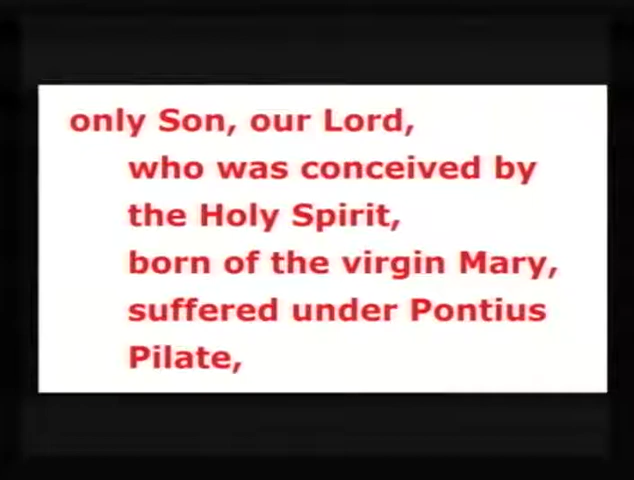 only Son, our Lord,
who was conceived by
the Holy Spirit,
born of the virgin Mary,
suffered under Pontius
Pilate,